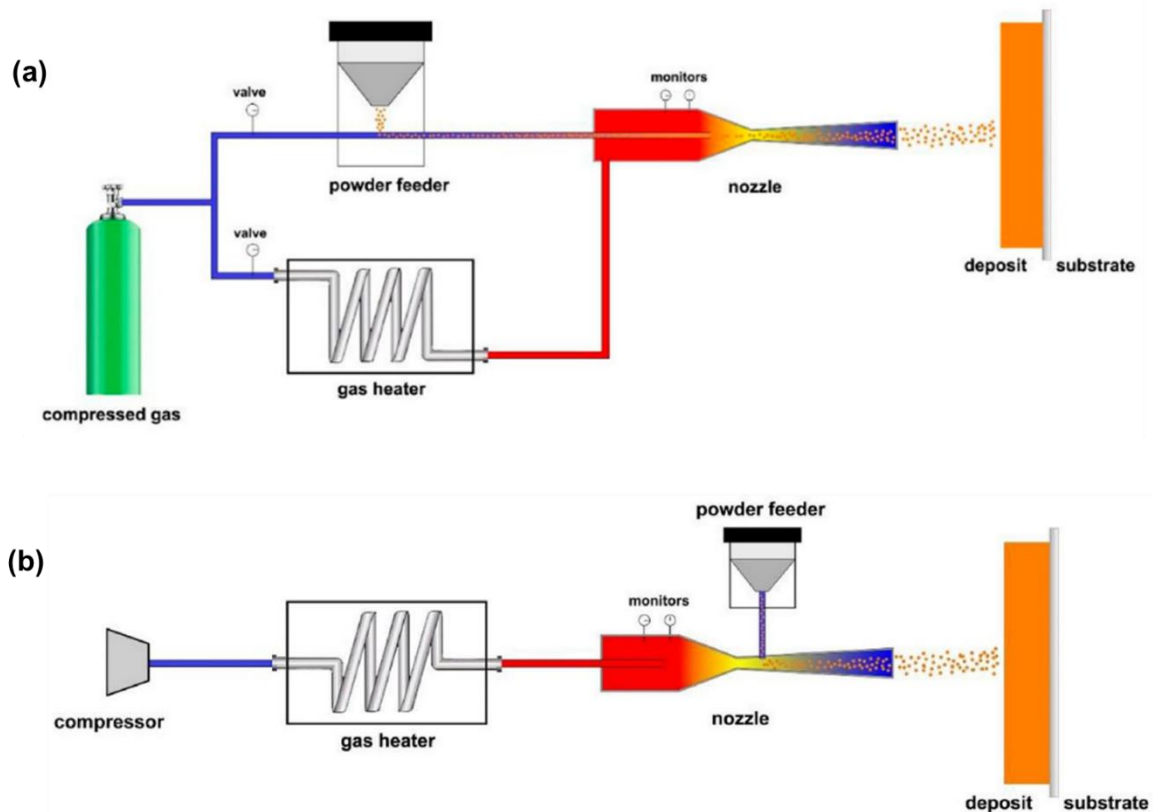 (a)
monitors
valve
powder feeder
nozzle
valve
deposit substrate
gas heater
compressed gas
powder feeder
(b)
monitors
compressor
gas heater
nozzle
deposit substrate